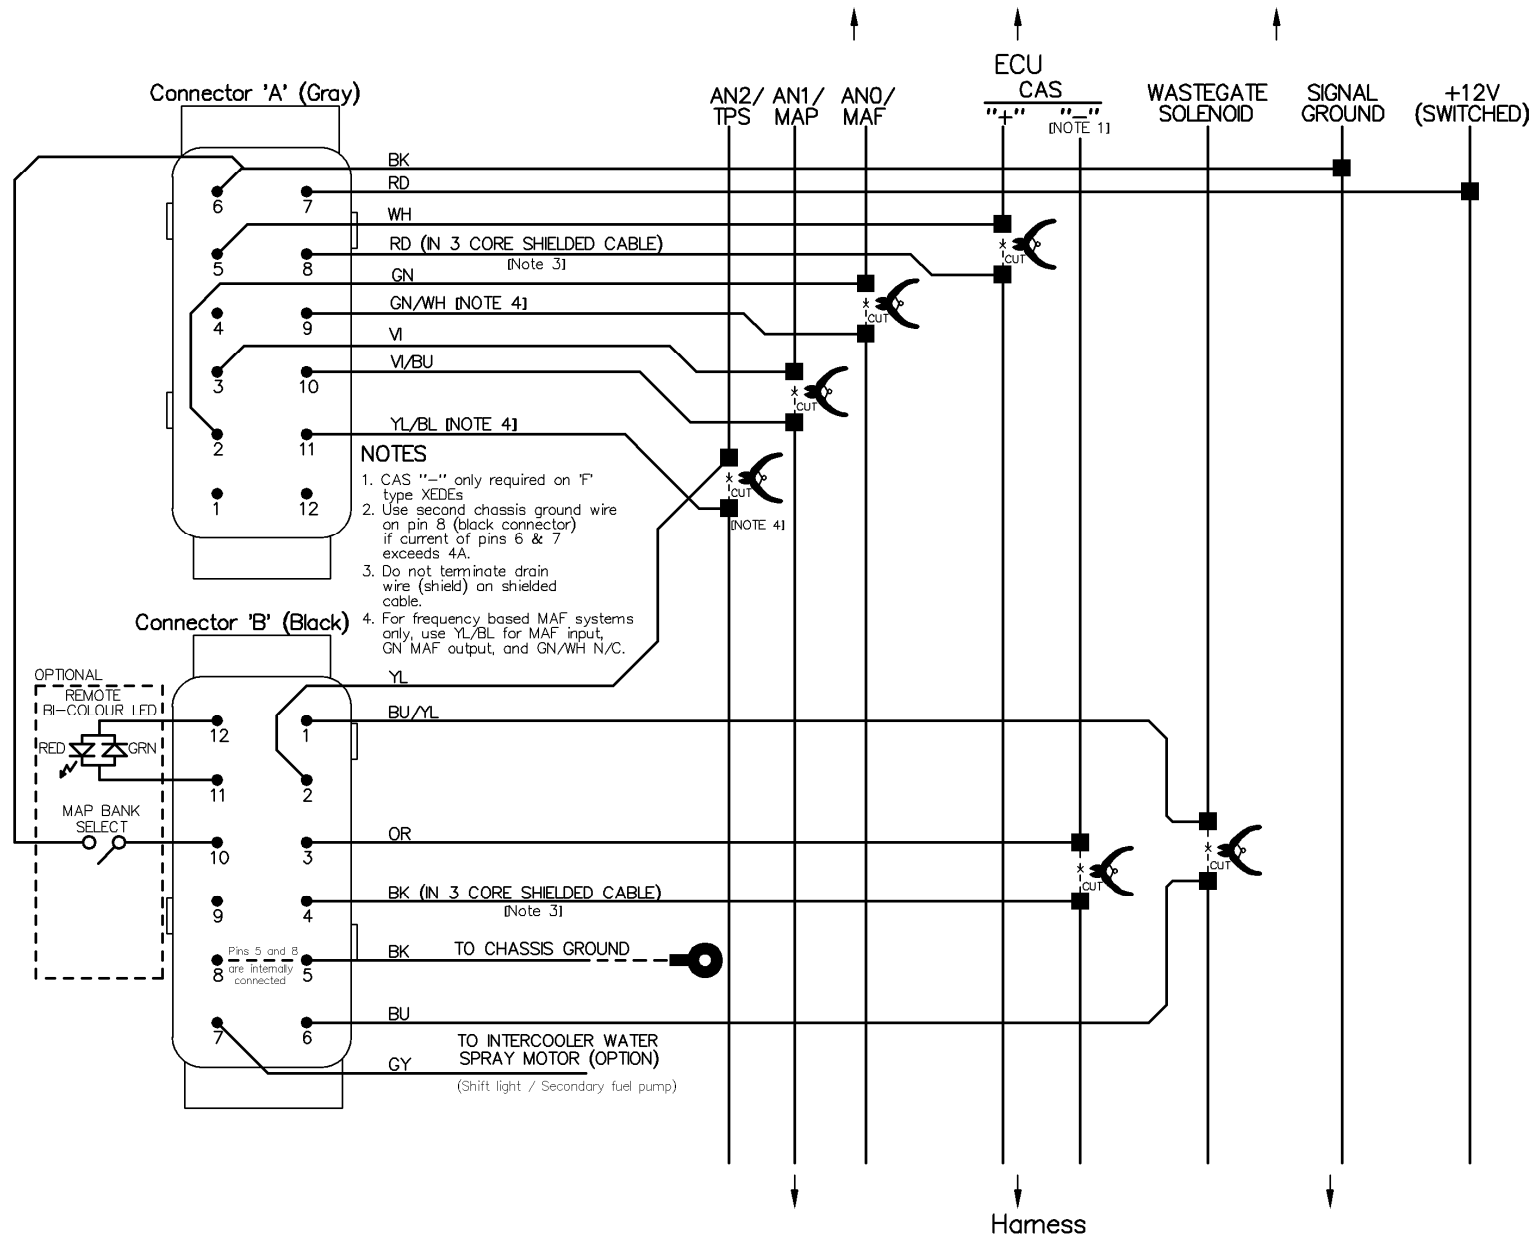 ECU
Connector 'A' (Gray)
AN2/
TPS
AN1/
MAP
AN0/
MAF
CAS
"+"
"-"
[NOTE 1]
WASTEGATE
SOLENOID
SIGNAL
GROUND
+12V
(SWITCHED)
BK
RD
6
7
WH
RD (IN 3 CORE SHIELDED CABLE)
[Note 3]
CUT
5
8
GN
GN/WH [NOTE 4]
CUT
4
9
VI
VI/BU
3
10
CUT
YL/BL [NOTE 4]
2
11
CUT
[NOTE 4]
1
12
NOTES
1. CAS "-" only required on 'F'
type XEDEs
2. Use second chassis ground wire
on pin 8 (black connector)
if current of pins 6 & 7
exceeds 4A.
3. Do not terminate drain
wire (shield) on shielded
cable.
4. For frequency based MAF systems
only, use YL/BL for MAF input,
GN MAF output, and GN/WH N/C.
Connector 'B' (Black)
OPTIONAL
REMOTE
BI-COLOUR LED
RED
GRN
YL
BU/YL
12
1
11
2
MAP BANK
SELECT
OR
10
3
CUT
CUT
BK (IN 3 CORE SHIELDED CABLE)
[Note 3]
9
4
BK
TO CHASSIS GROUND
Pins 5 and 8
are internally
connected
8
5
BU
7
6
TO INTERCOOLER WATER
SPRAY MOTOR (OPTION)
GY
(Shift light / Secondary fuel pump)
Harness